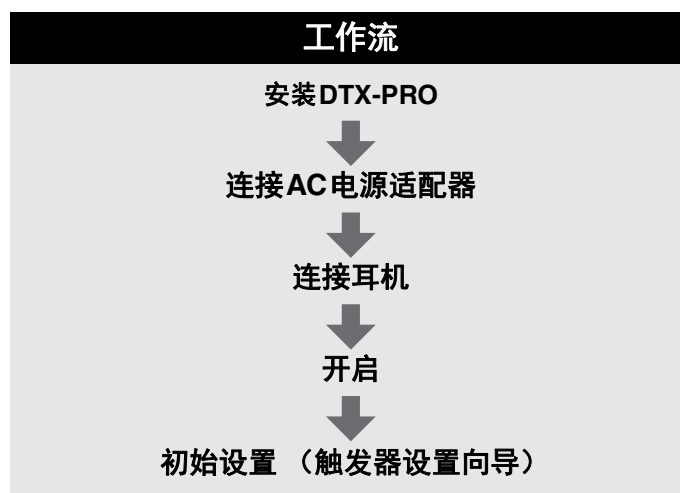 工作流
安装DTX-PRO
连接AC电源适配器
连接耳机
开启
初始设置 （触发器设置向导）